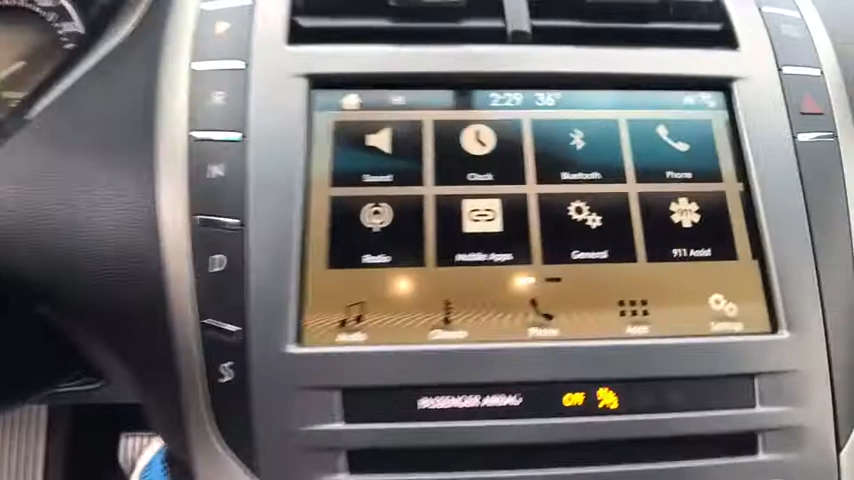 2:29 36°
Sound Clock Bluetooth Phone
Radio Mobile Apps General 911 Assist
Audio Climate Phone Apps Settings
P
R
N
D
S
PASSENGER AIRBAG ON